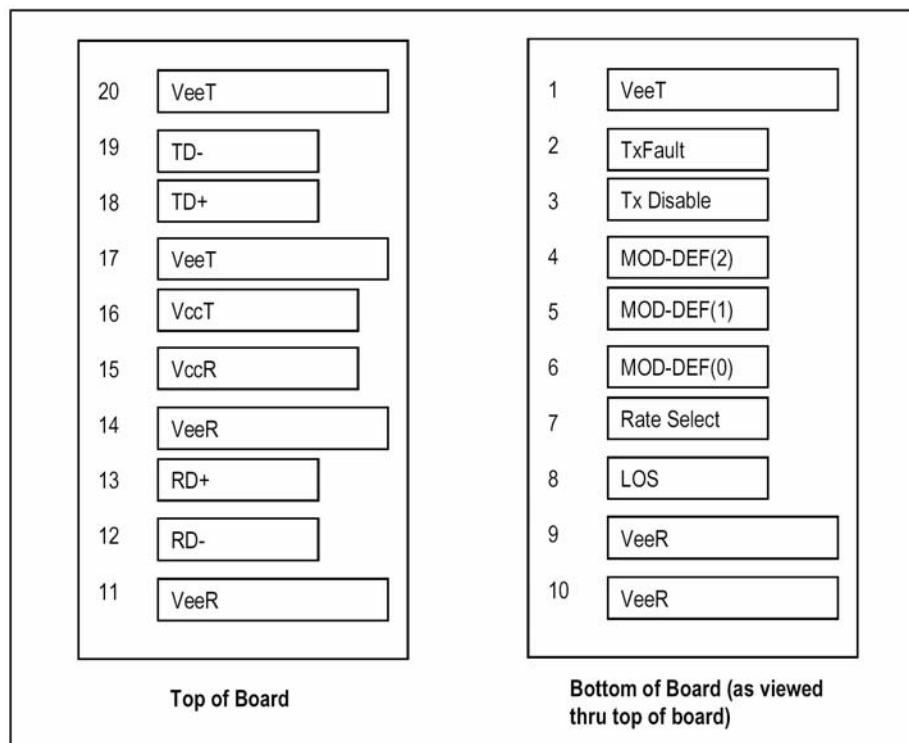 20 VeeT
19 TD-
18 TD+
17 VeeT
16 VccT
15 VccR
14 VeeR
13 RD+
12 RD-
11 VeeR
Top of Board
1 VeeT
2 TxFault
3 Tx Disable
4 MOD-DEF(2)
5 MOD-DEF(1)
6 MOD-DEF(0)
7 Rate Select
8 LOS
9 VeeR
10 VeeR
Bottom of Board (as viewed
thru top of board)